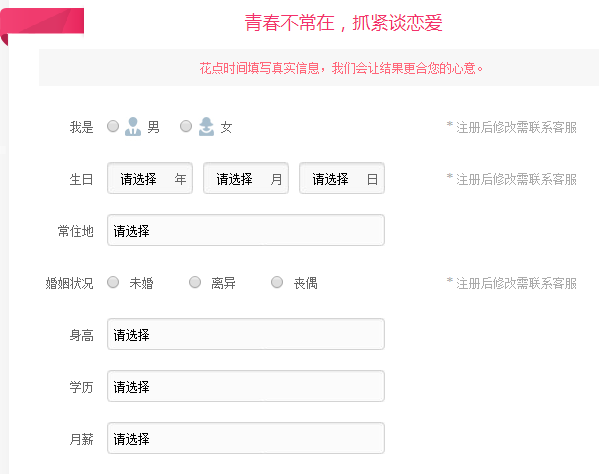 青春不常在，抓紧谈恋爱
花点时间填写真实信息，我们会让结果更合您的心意。
我是 男 女 * 注册后修改需联系客服
生日 请选择 年 请选择 月 请选择 日 * 注册后修改需联系客服
常住地 请选择
婚姻状况 未婚 离异 丧偶 * 注册后修改需联系客服
身高 请选择
学历 请选择
月薪 请选择